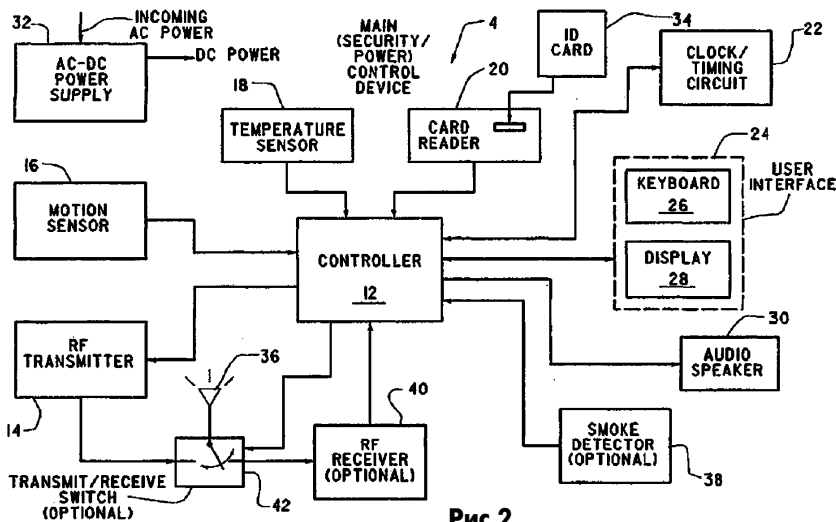 32
INCOMING
AC POWER
AC-DC
POWER
SUPPLY
DC POWER
MAIN
(SECURITY/
POWER)
CONTROL
DEVICE
4
34
ID
CARD
22
CLOCK/
TIMING
CIRCUIT
18
TEMPERATURE
SENSOR
20
CARD
READER
24
USER
INTERFACE
KEYBOARD
26
DISPLAY
28
16
MOTION
SENSOR
CONTROLLER
12
RF
TRANSMITTER
14
36
30
AUDIO
SPEAKER
40
RF
RECEIVER
(OPTIONAL)
SMOKE
DETECTOR
(OPTIONAL)
38
TRANSMIT/RECEIVE
SWITCH
(OPTIONAL)
42
Рис.2